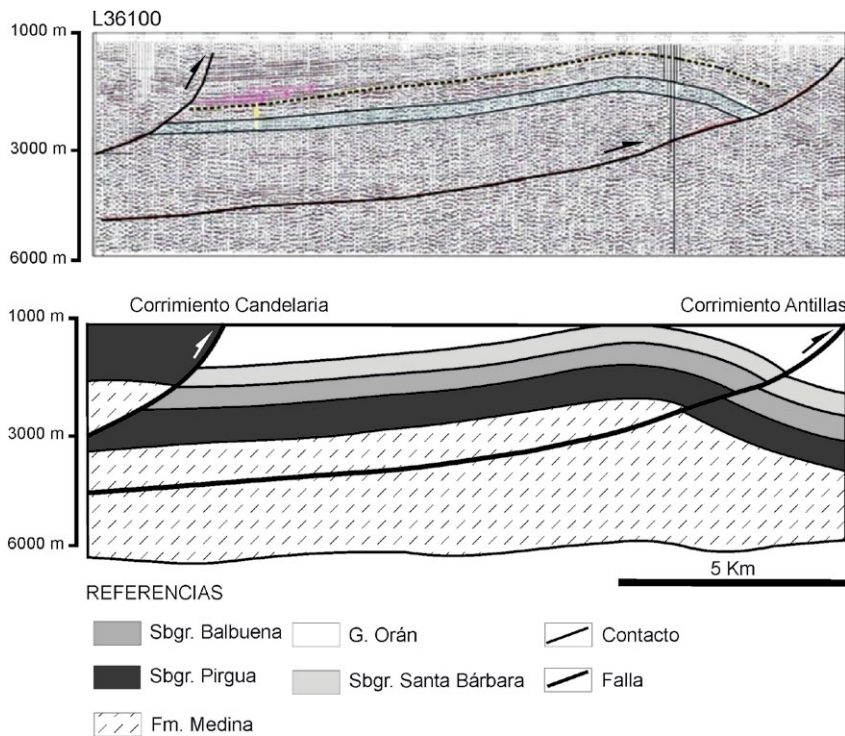 L36100
1000 m
3000 m
6000 m
Corrimiento Candelaria
Corrimiento Antillas
1000 m
3000 m
6000 m
5 Km
REFERENCIAS
Sbgr. Balbuena
G. Orán
Contacto
Sbgr. Pirgua
Sbgr. Santa Bárbara
Falla
Fm. Medina